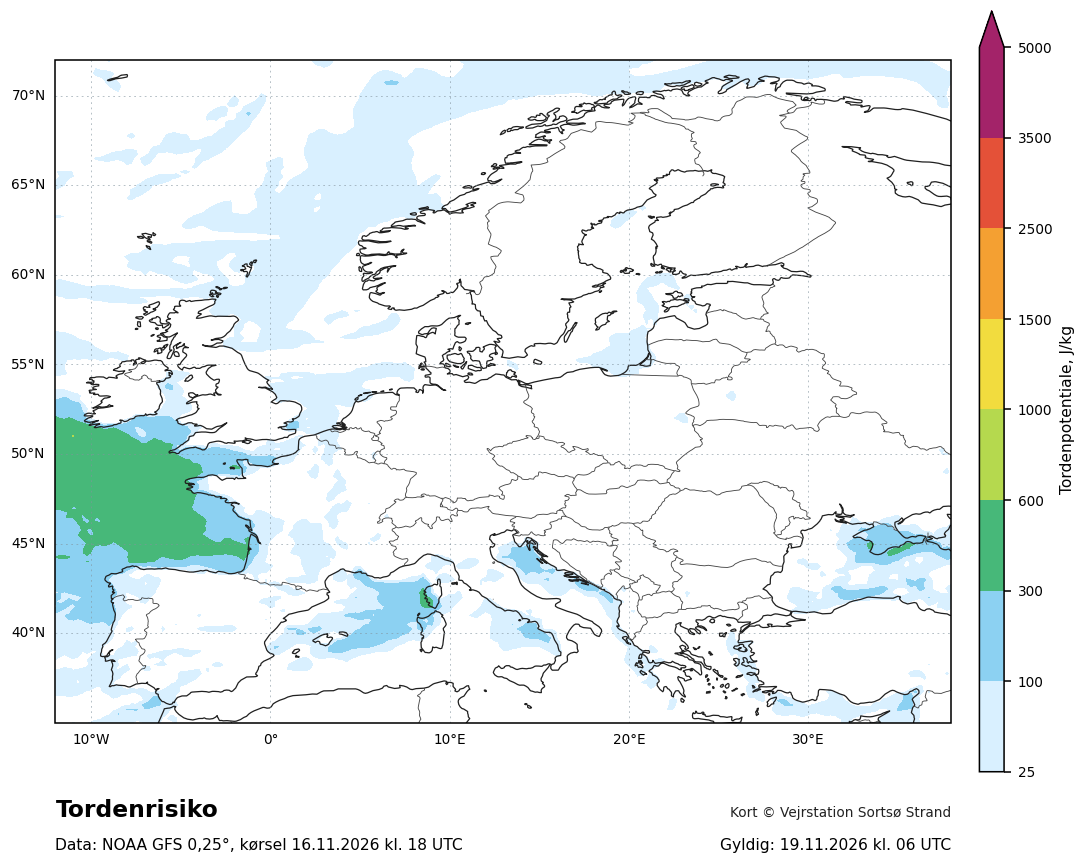 70°N
65°N
60°N
55°N
50°N
45°N
40°N
10°W
0°
10°E
20°E
30°E
5000
3500
2500
1500
1000
600
300
100
25
Tordenpotentiale, J/kg
Tordenrisiko
Kort © Vejrstation Sortsø Strand
Data: NOAA GFS 0,25°, kørsel 16.11.2026 kl. 18 UTC
Gyldig: 19.11.2026 kl. 06 UTC